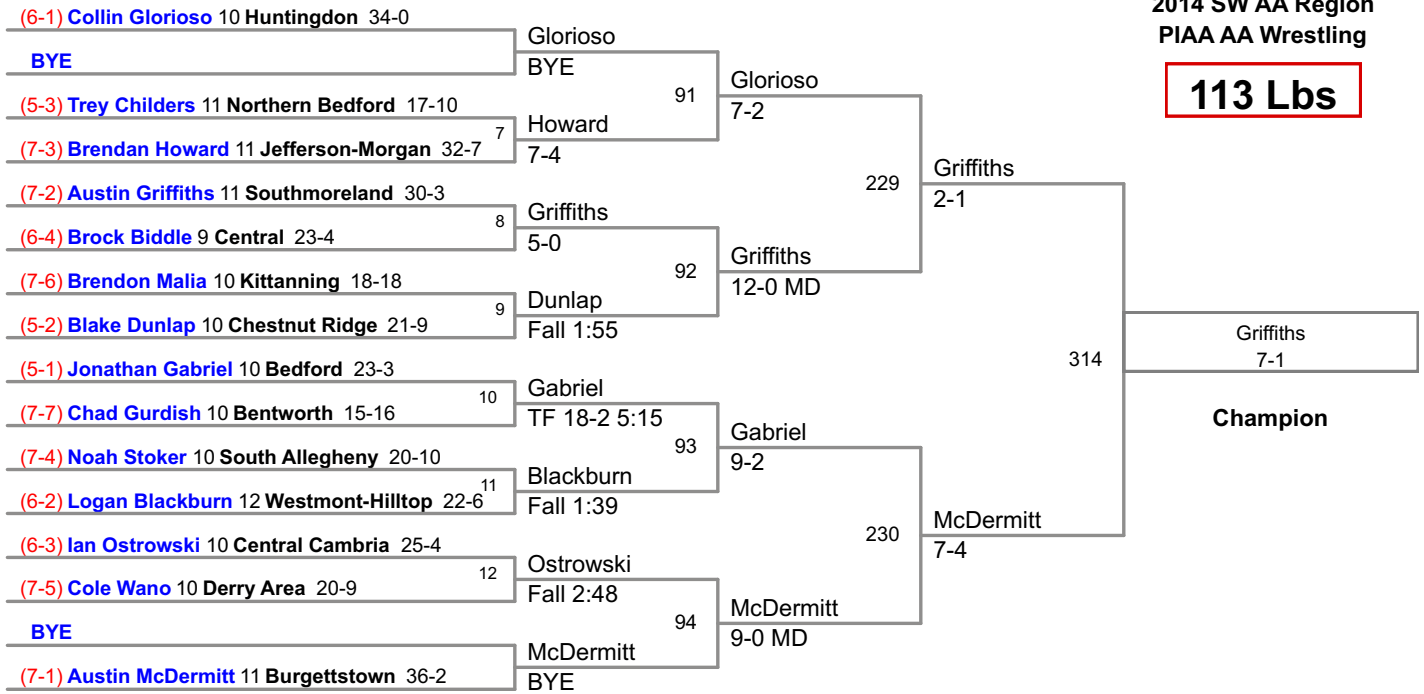 2014 SW AA Region
PIAA AA Wrestling
113 Lbs
(6-1) Collin Glorioso 10 Huntingdon 34-0
BYE
(5-3) Trey Childers 11 Northern Bedford 17-10
(7-3) Brendan Howard 11 Jefferson-Morgan 32-7
(7-2) Austin Griffiths 11 Southmoreland 30-3
(6-4) Brock Biddle 9 Central 23-4
(7-6) Brendon Malia 10 Kittanning 18-18
(5-2) Blake Dunlap 10 Chestnut Ridge 21-9
(5-1) Jonathan Gabriel 10 Bedford 23-3
(7-7) Chad Gurdish 10 Bentworth 15-16
(7-4) Noah Stoker 10 South Allegheny 20-10
(6-2) Logan Blackburn 12 Westmont-Hilltop 22-6
(6-3) Ian Ostrowski 10 Central Cambria 25-4
(7-5) Cole Wano 10 Derry Area 20-9
BYE
(7-1) Austin McDermitt 11 Burgettstown 36-2
Glorioso
BYE
7
Howard
7-4
8
Griffiths
5-0
9
Dunlap
Fall 1:55
10
Gabriel
TF 18-2 5:15
11
Blackburn
Fall 1:39
12
Ostrowski
Fall 2:48
McDermitt
BYE
91
Glorioso
7-2
92
Griffiths
12-0 MD
93
Gabriel
9-2
94
McDermitt
9-0 MD
229
Griffiths
2-1
230
McDermitt
7-4
314
Griffiths
7-1
Champion